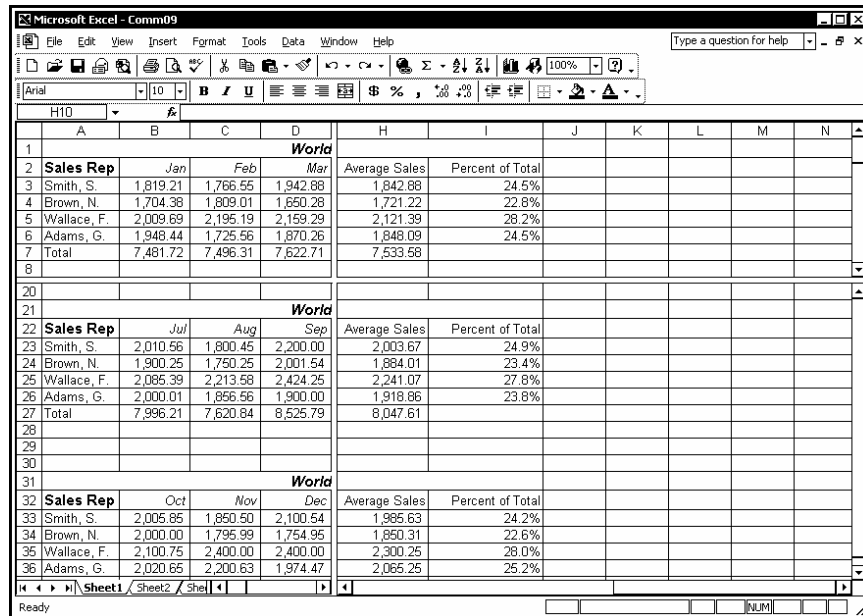 Microsoft Excel - Comm09
File Edit View Insert Format Tools Data Window Help Type a question for help
100%
Arial 10 B I U $ % ,
H10 fx
A B C D H I J K L M N
1 World
2 Sales Rep Jan Feb Mar Average Sales Percent of Total
3 Smith, S. 1,819.21 1,766.55 1,942.88 1,842.88 24.5%
4 Brown, N. 1,704.38 1,809.01 1,650.28 1,721.22 22.8%
5 Wallace, F. 2,009.69 2,195.19 2,159.29 2,121.39 28.2%
6 Adams, G. 1,948.44 1,725.56 1,870.26 1,848.09 24.5%
7 Total 7,481.72 7,496.31 7,622.71 7,533.58
8
20
21 World
22 Sales Rep Jul Aug Sep Average Sales Percent of Total
23 Smith, S. 2,010.56 1,800.45 2,200.00 2,003.67 24.9%
24 Brown, N. 1,900.25 1,750.25 2,001.54 1,884.01 23.4%
25 Wallace, F. 2,085.39 2,213.58 2,424.25 2,241.07 27.8%
26 Adams, G. 2,000.01 1,856.56 1,900.00 1,918.86 23.8%
27 Total 7,996.21 7,620.84 8,525.79 8,047.61
28
29
30
31 World
32 Sales Rep Oct Nov Dec Average Sales Percent of Total
33 Smith, S. 2,005.85 1,850.50 2,100.54 1,985.63 24.2%
34 Brown, N. 2,000.00 1,795.99 1,754.95 1,850.31 22.6%
35 Wallace, F. 2,100.75 2,400.00 2,400.00 2,300.25 28.0%
36 Adams, G. 2,020.65 2,200.63 1,974.47 2,065.25 25.2%
Sheet1 Sheet2 She
Ready NUM